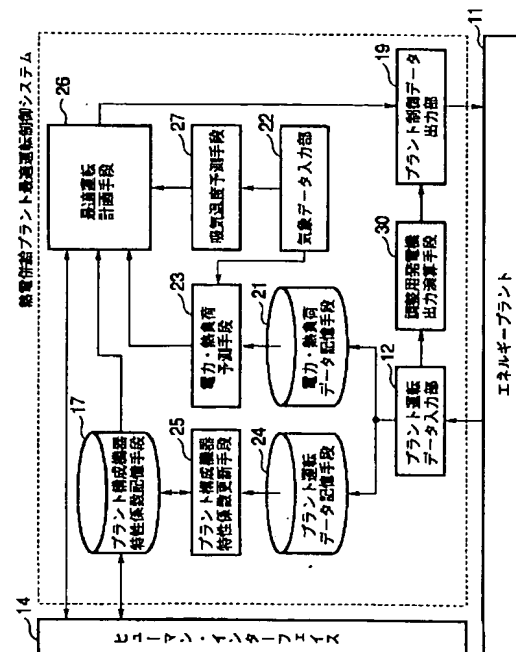 熱電併給プラント最適運転制御システム
14
ヒューマン・インターフェイス
17
プラント構成機器
特性係数記憶手段
25
プラント構成機器
特性係数更新手段
24
プラント運転
データ記憶手段
26
最適運転
計画手段
23
電力・熱負荷
予測手段
21
電力・熱負荷
データ記憶手段
12
プラント運転
データ入力部
27
吸気温度予測手段
22
気象データ入力部
30
調整用発電機
出力演算手段
19
プラント制御データ
出力部
11
エネルギープラント